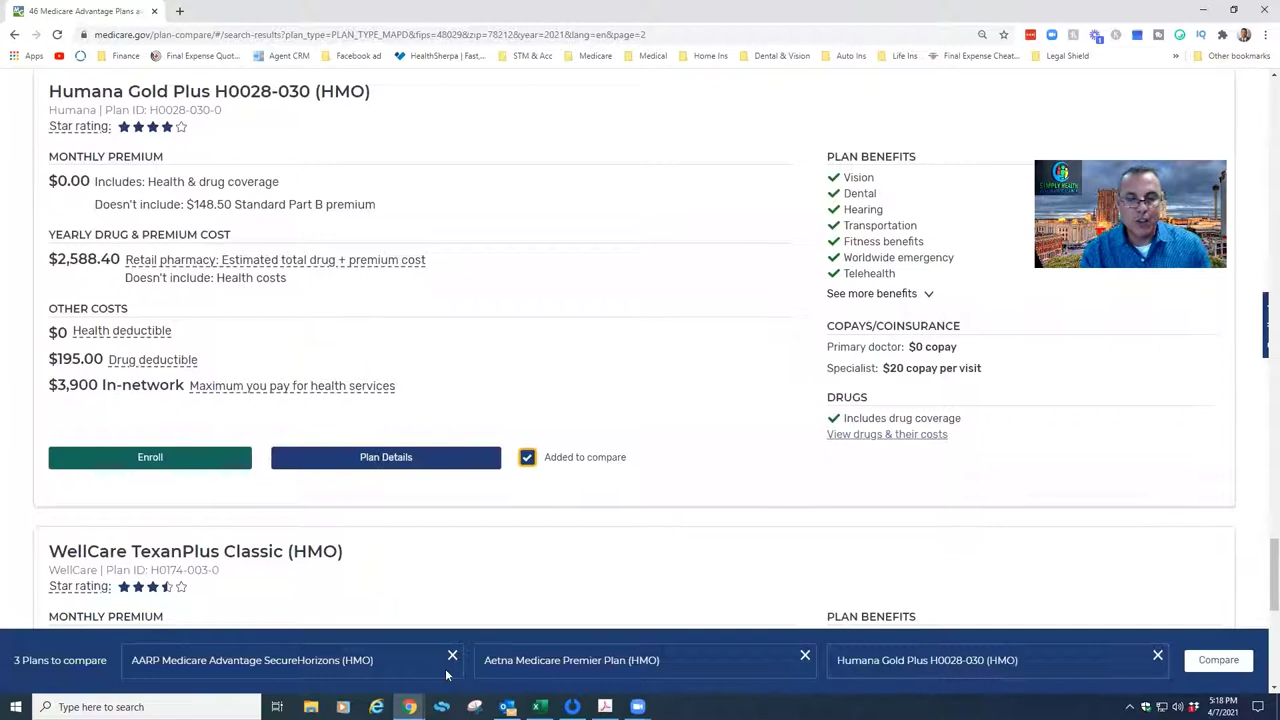 46 Medicare Advantage Plans a
medicare.gov/plan-compare/#/search-results?plan_type=PLAN_TYPE_MAPD&fips=48029&zip=78212&year=2021&lang=en&page=2
Apps Finance Final Expense Quot... Agent CRM Facebook ad HealthSherpa | Fast,... STM & Acc Medicare Medical Home Ins Dental & Vision Auto Ins Life Ins Final Expense Cheat... Legal Shield » Other bookmarks
Humana Gold Plus H0028-030 (HMO)
Humana | Plan ID: H0028-030-0
Star rating:
MONTHLY PREMIUM
$0.00 Includes: Health & drug coverage
Doesn't include: $148.50 Standard Part B premium
YEARLY DRUG & PREMIUM COST
$2,588.40 Retail pharmacy: Estimated total drug + premium cost
Doesn't include: Health costs
OTHER COSTS
$0 Health deductible
$195.00 Drug deductible
$3,900 In-network Maximum you pay for health services
Enroll
Plan Details
Added to compare
PLAN BENEFITS
Vision
Dental
Hearing
Transportation
Fitness benefits
Worldwide emergency
Telehealth
See more benefits
COPAYS/COINSURANCE
Primary doctor: $0 copay
Specialist: $20 copay per visit
DRUGS
Includes drug coverage
View drugs & their costs
SIMPLY HEALTH
WellCare TexanPlus Classic (HMO)
WellCare | Plan ID: H0174-003-0
Star rating:
MONTHLY PREMIUM
PLAN BENEFITS
3 Plans to compare
AARP Medicare Advantage SecureHorizons (HMO)
Aetna Medicare Premier Plan (HMO)
Humana Gold Plus H0028-030 (HMO)
Compare
Type here to search
5:18 PM
4/7/2021